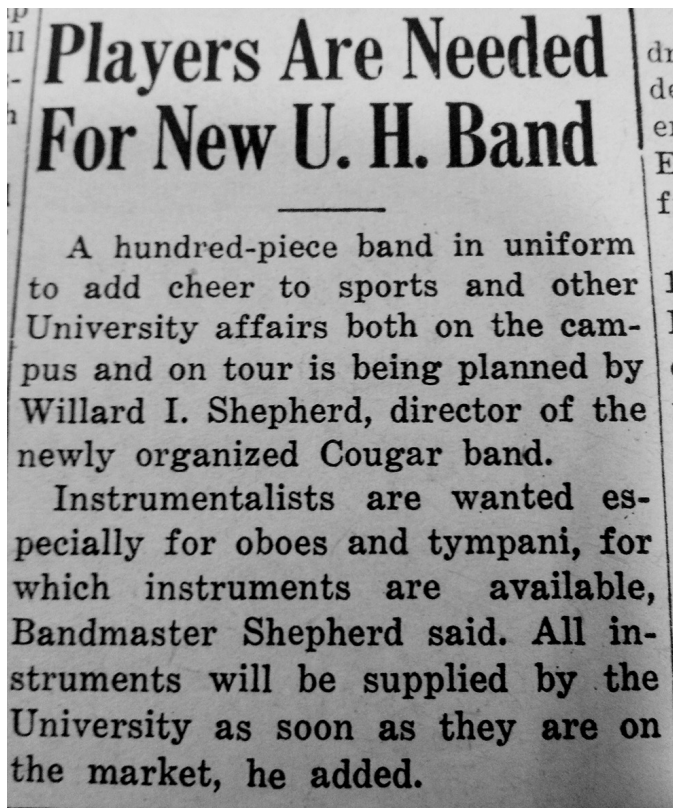 Players Are Needed
For New U. H. Band
A hundred-piece band in uniform
to add cheer to sports and other
University affairs both on the cam-
pus and on tour is being planned by
Willard I. Shepherd, director of the
newly organized Cougar band.
Instrumentalists are wanted es-
pecially for oboes and tympani, for
which instruments are available,
Bandmaster Shepherd said. All in-
struments will be supplied by the
University as soon as they are on
the market, he added.